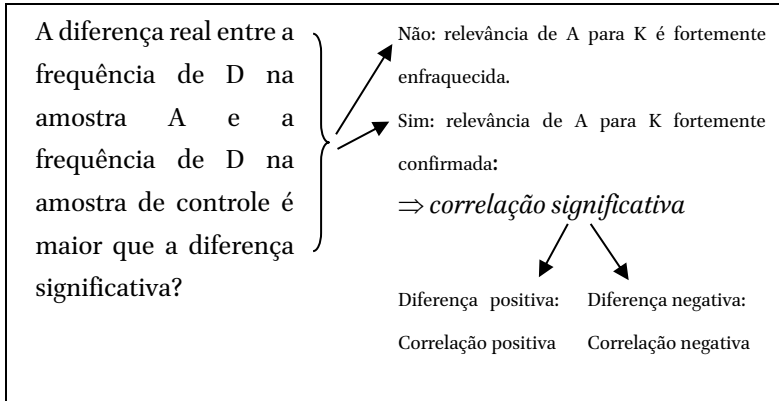 A diferença real entre a
frequência de D na
amostra A e a
frequência de D na
amostra de controle é
maior que a diferença
significativa?
Não: relevância de A para K é fortemente
enfraquecida.
Sim: relevância de A para K fortemente
confirmada:
⇒ correlação significativa
Diferença positiva:
Correlação positiva
Diferença negativa:
Correlação negativa